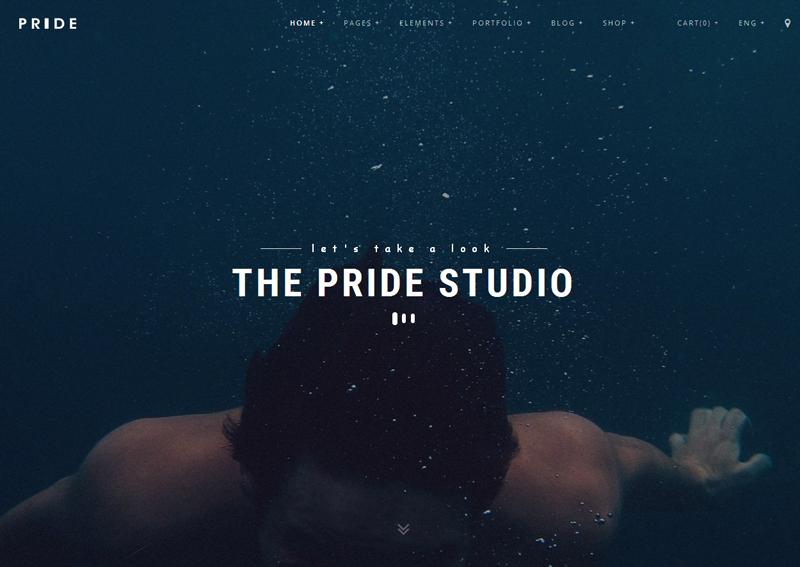 PRIDE
HOME + PAGES + ELEMENTS + PORTFOLIO + BLOG + SHOP + CART(0) + ENG +
let's take a look
THE PRIDE STUDIO